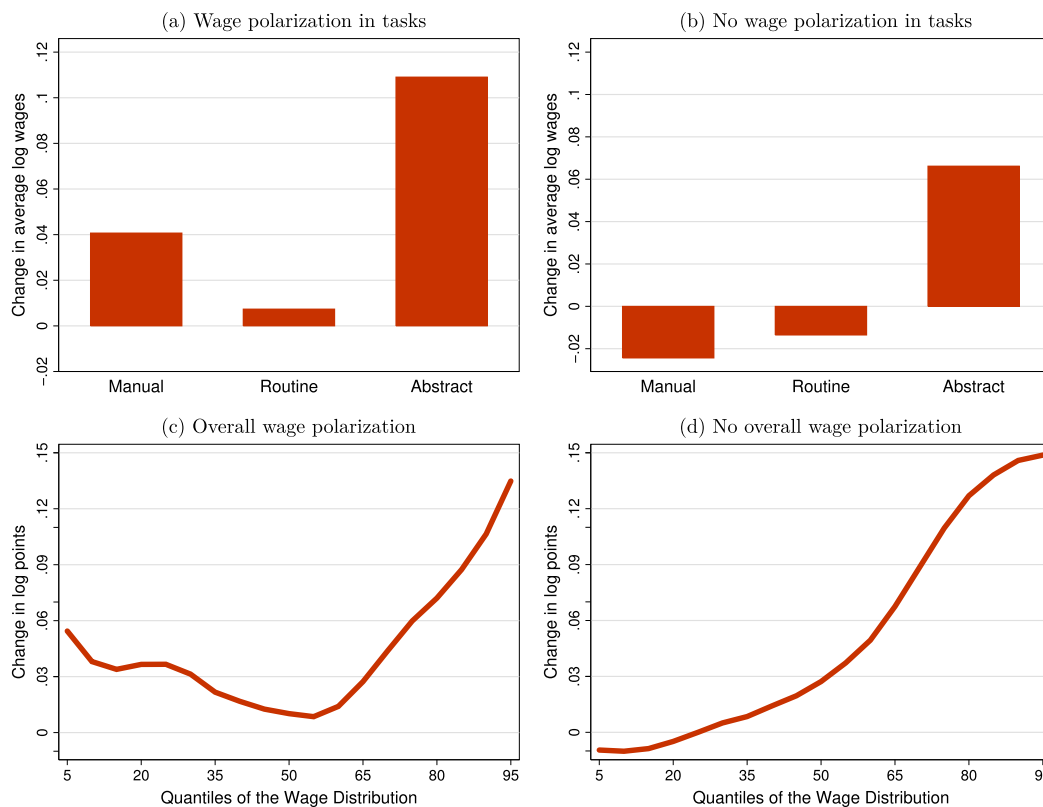 (a) Wage polarization in tasks
Change in average log wages
.12
.1
.08
.06
.04
.02
0
−.02
Manual Routine Abstract
(b) No wage polarization in tasks
Change in average log wages
.12
.1
.08
.06
.04
.02
0
−.02
Manual Routine Abstract
(c) Overall wage polarization
Change in log points
.15
.12
.09
.06
.03
0
5 20 35 50 65 80 95
Quantiles of the Wage Distribution
(d) No overall wage polarization
Change in log points
.15
.12
.09
.06
.03
0
5 20 35 50 65 80 9
Quantiles of the Wage Distribution